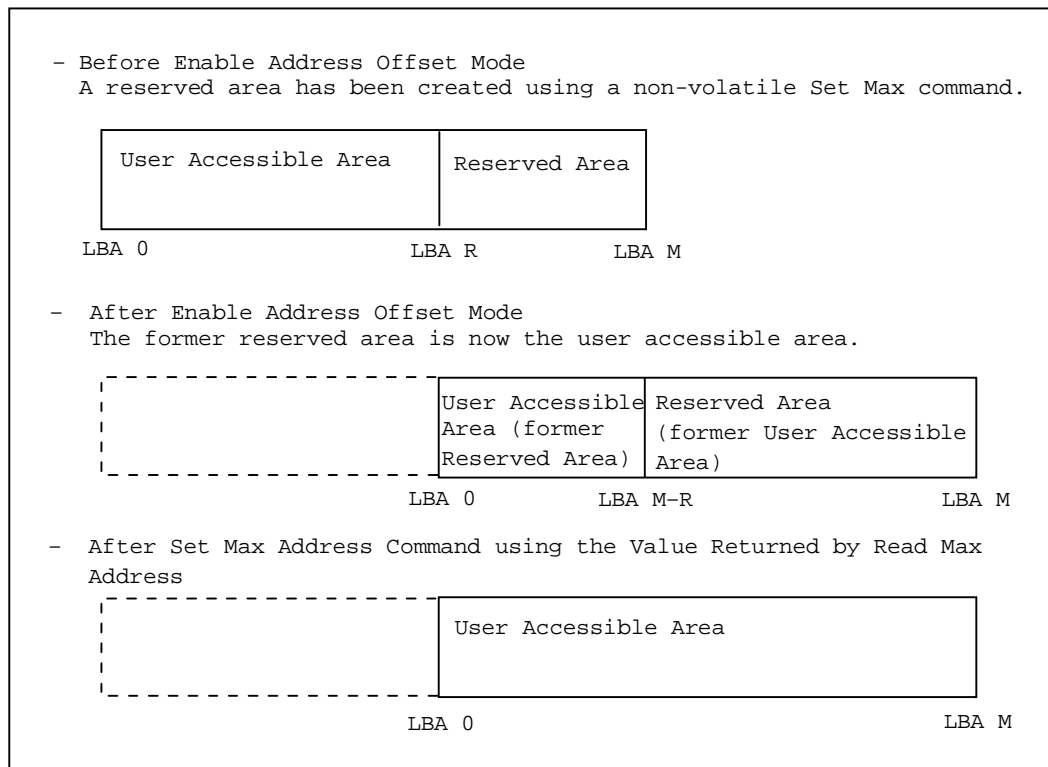 – Before Enable Address Offset Mode
A reserved area has been created using a non-volatile Set Max command.
User Accessible Area
Reserved Area
LBA 0
LBA R
LBA M
– After Enable Address Offset Mode
The former reserved area is now the user accessible area.
User Accessible
Area (former
Reserved Area)
Reserved Area
(former User Accessible
Area)
LBA 0
LBA M–R
LBA M
– After Set Max Address Command using the Value Returned by Read Max
Address
User Accessible Area
LBA 0
LBA M